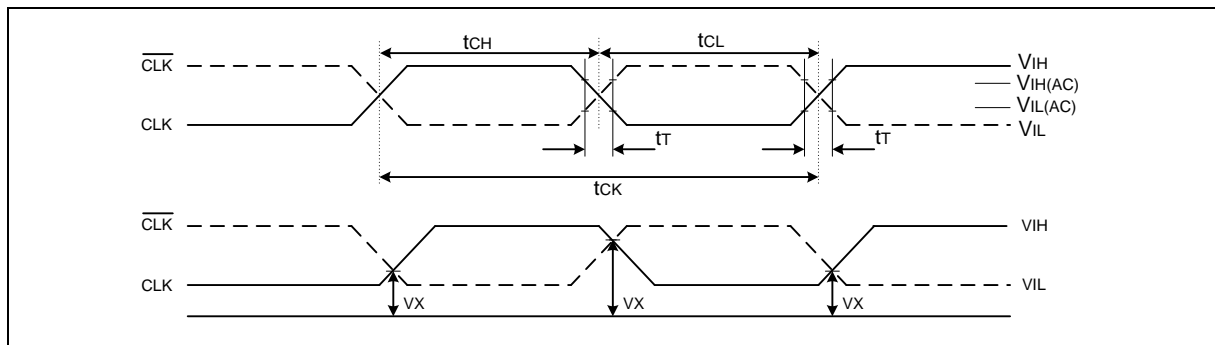 tCH tCL
CLK VIH
VIH(AC)
VIL(AC)
CLK VIL
tT tT
tCK
CLK VIH
CLK VIL
VX VX VX